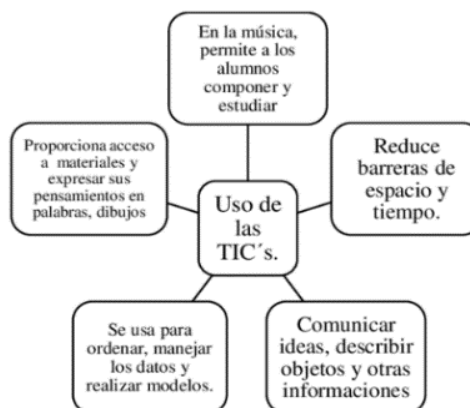 En la música,
permite a los
alumnos
componer y
estudiar
Proporciona acceso
a materiales y
expresar sus
pensamientos en
palabras, dibujos
Reduce
barreras de
espacio y
tiempo.
Uso de
las
TIC´s.
Se usa para
ordenar, manejar
los datos y
realizar modelos.
Comunicar
ideas, describir
objetos y otras
informaciones